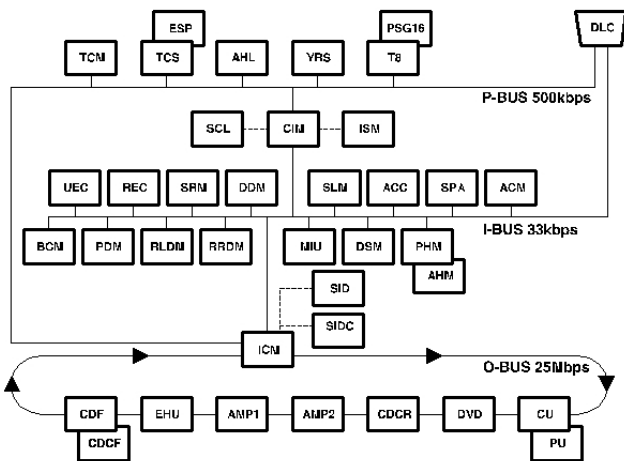 ESP
PSG16
DLC
TCM
TCS
AHL
YRS
T8
P-BUS 500kbps
SCL
CIM
ISM
UEC
REC
SRM
DDM
SLM
ACC
SPA
ACM
I-BUS 33kbps
BCM
PDM
RLDM
RRDM
MIU
DSM
PHM
AHM
SID
SIDC
ICM
O-BUS 25Mbps
CDF
EHU
AMP1
AMP2
CDCR
DVD
CU
CDCF
PU